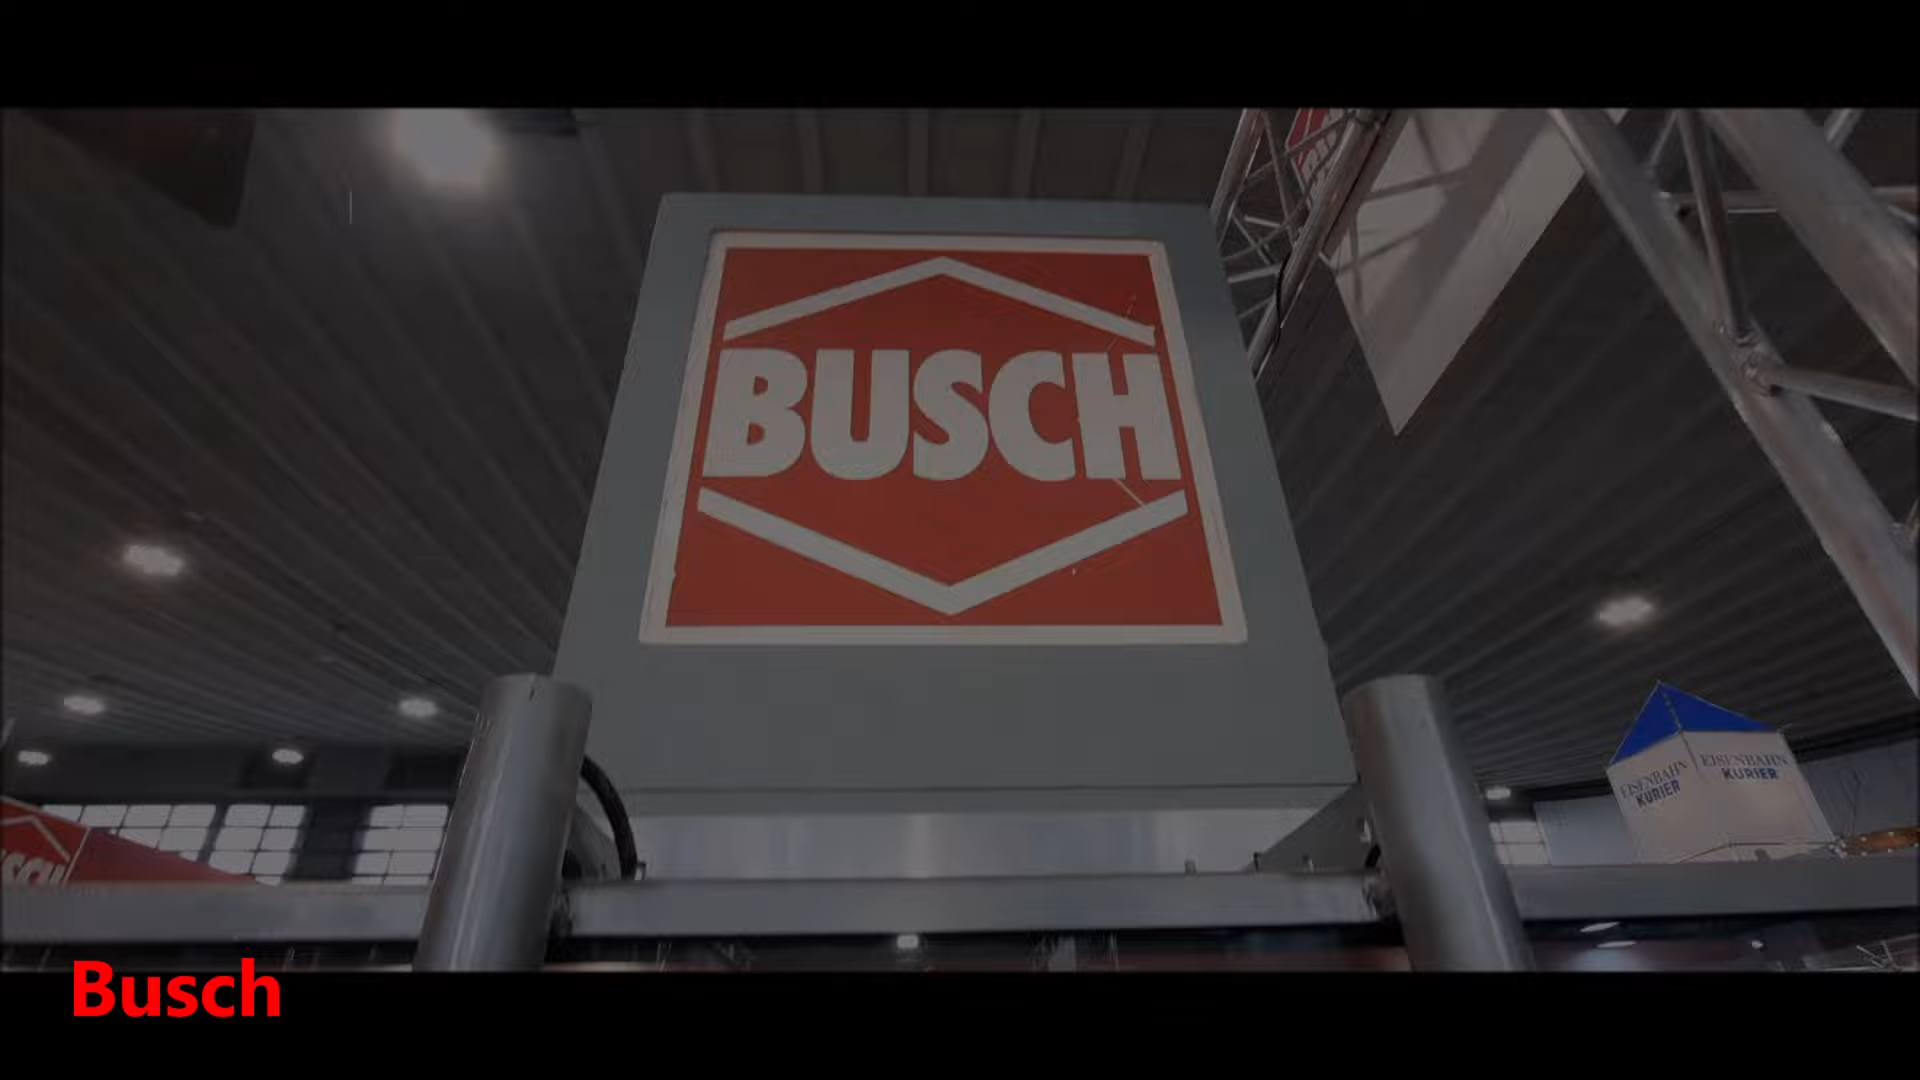 BUSCH
EISENBAHN
KURIER
EISENBAHN
KURIER
Busch